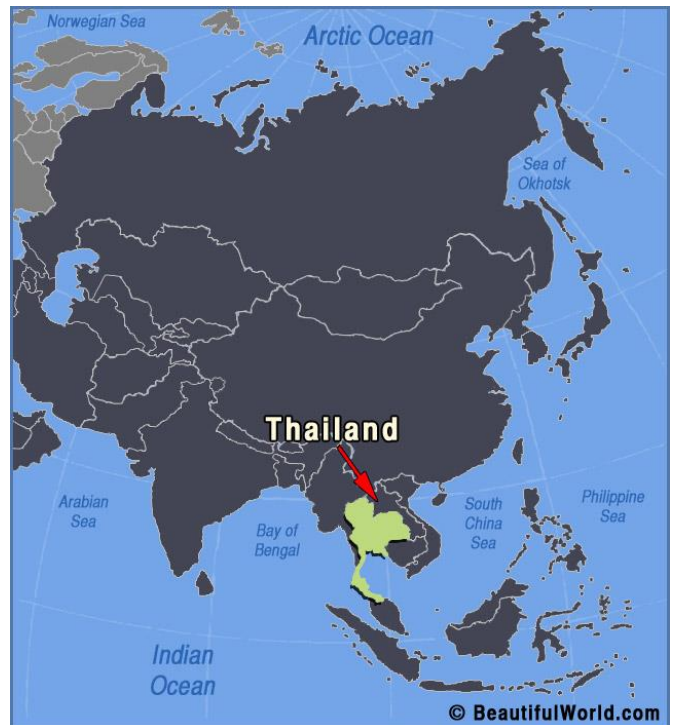 Norwegian Sea
Arctic Ocean
Sea of
Okhotsk
Thailand
Arabian
Sea
Bay of
Bengal
South
China
Sea
Philippine
Sea
Indian
Ocean
© BeautifulWorld.com